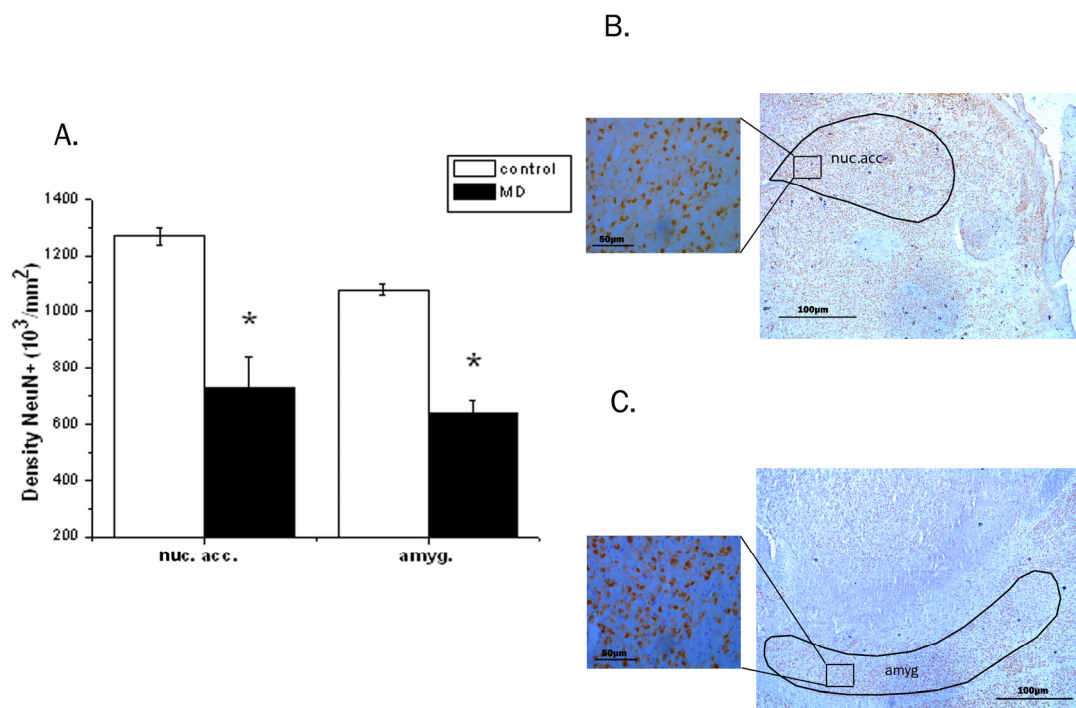 A.
control
MD
Density NeuN+ (10³/mm²)
1400
1200
1000
800
600
400
200
*
*
nuc. acc.
amyg.
B.
nuc.acc
50µm
100µm
C.
amyg
50µm
100µm